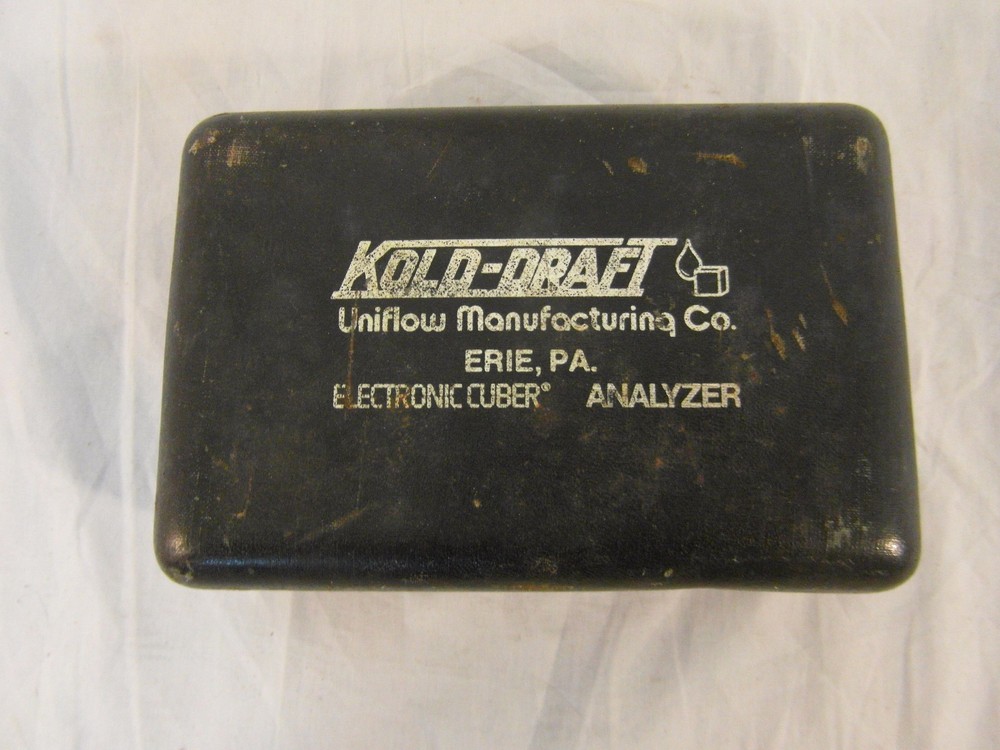 KOLD-DRAFT
Uniflow Manufacturing Co.
ERIE, PA.
ELECTRONIC CUBER® ANALYZER